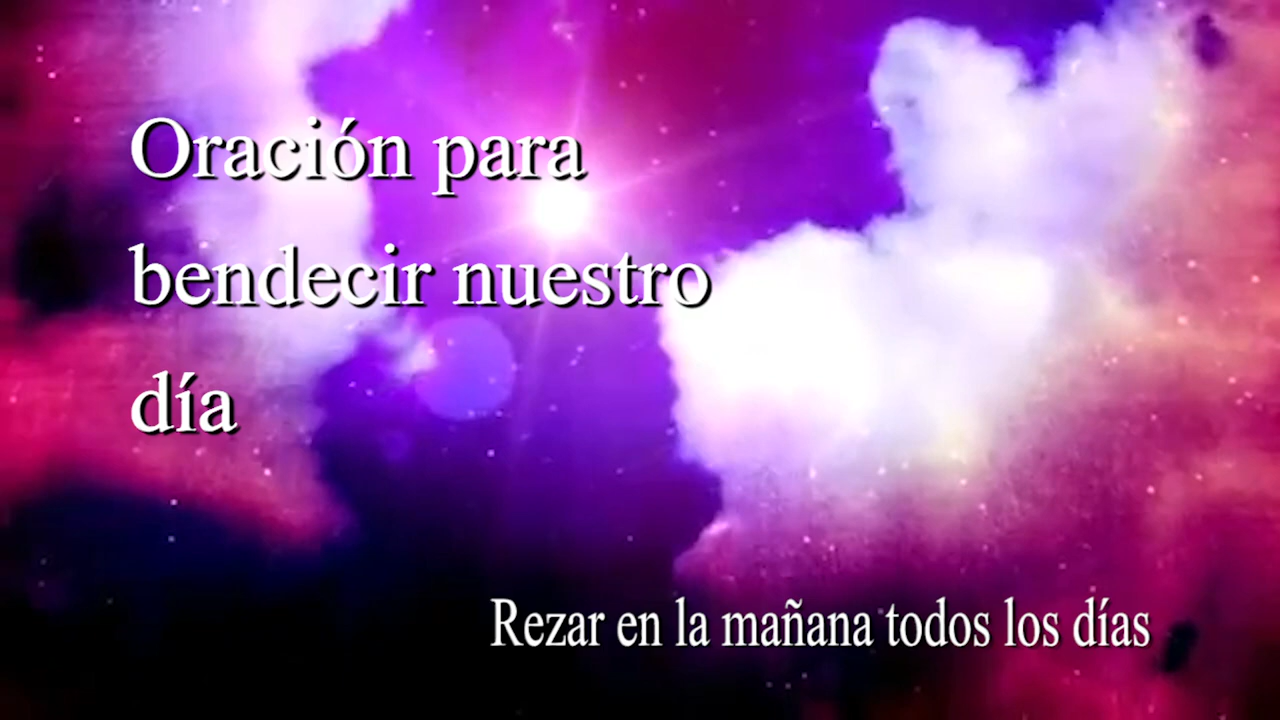 Oración para
bendecir nuestro
día
Rezar en la mañana todos los días